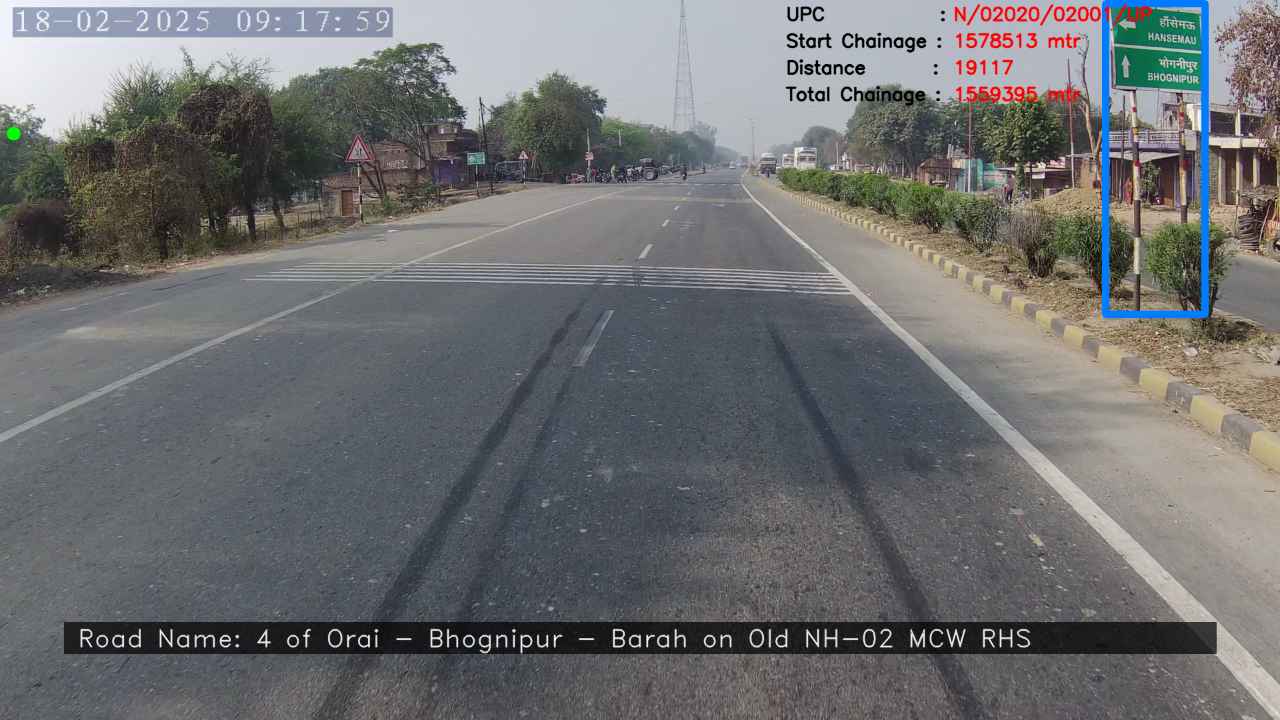 18-02-2025 09:17:59
UPC : N/02020/02001/UP
Start Chainage : 1578513 mtr
Distance : 19117
Total Chainage : 1559395 mtr
हाँसेमऊ
HANSEMAU
भोगनीपुर
BHOGNIPUR
Road Name: 4 of Orai - Bhognipur - Barah on Old NH-02 MCW RHS